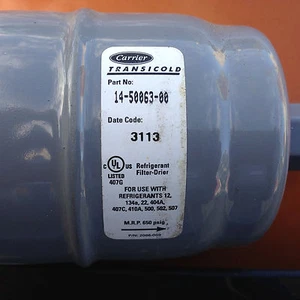 Carrier
TRANSICOLD
Part No:
14-50063-00
Date Code:
3113
C UL US
LISTED
407G
Refrigerant
Filter-Drier
FOR USE WITH
REFRIGERANTS 12,
134a, 22, 404A,
407C, 410A, 500, 502, 507
M.R.P. 650 psig